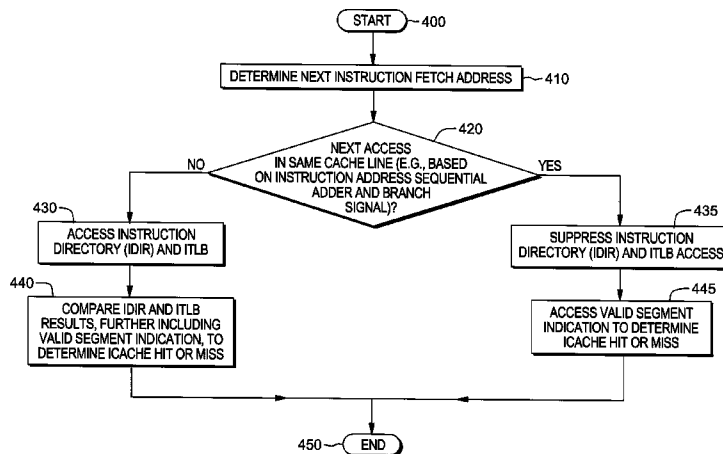 START
400
DETERMINE NEXT INSTRUCTION FETCH ADDRESS
410
420
NEXT ACCESS
IN SAME CACHE LINE (E.G., BASED
ON INSTRUCTION ADDRESS SEQUENTIAL
ADDER AND BRANCH
SIGNAL)?
NO
YES
430
ACCESS INSTRUCTION
DIRECTORY (IDIR) AND ITLB
435
SUPPRESS INSTRUCTION
DIRECTORY (IDIR) AND ITLB ACCESS
440
COMPARE IDIR AND ITLB
RESULTS, FURTHER INCLUDING
VALID SEGMENT INDICATION, TO
DETERMINE ICACHE HIT OR MISS
445
ACCESS VALID SEGMENT
INDICATION TO DETERMINE
ICACHE HIT OR MISS
450
END